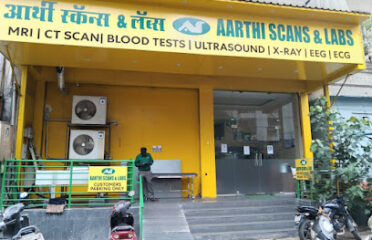 आर्थी स्कॅन्स & लॅब्स AARTHI SCANS & LABS
MRI | CT SCAN | BLOOD TESTS | ULTRASOUND | X-RAY | EEG | ECG
AARTHI SCANS & LABS
CUSTOMERS
PARKING ONLY